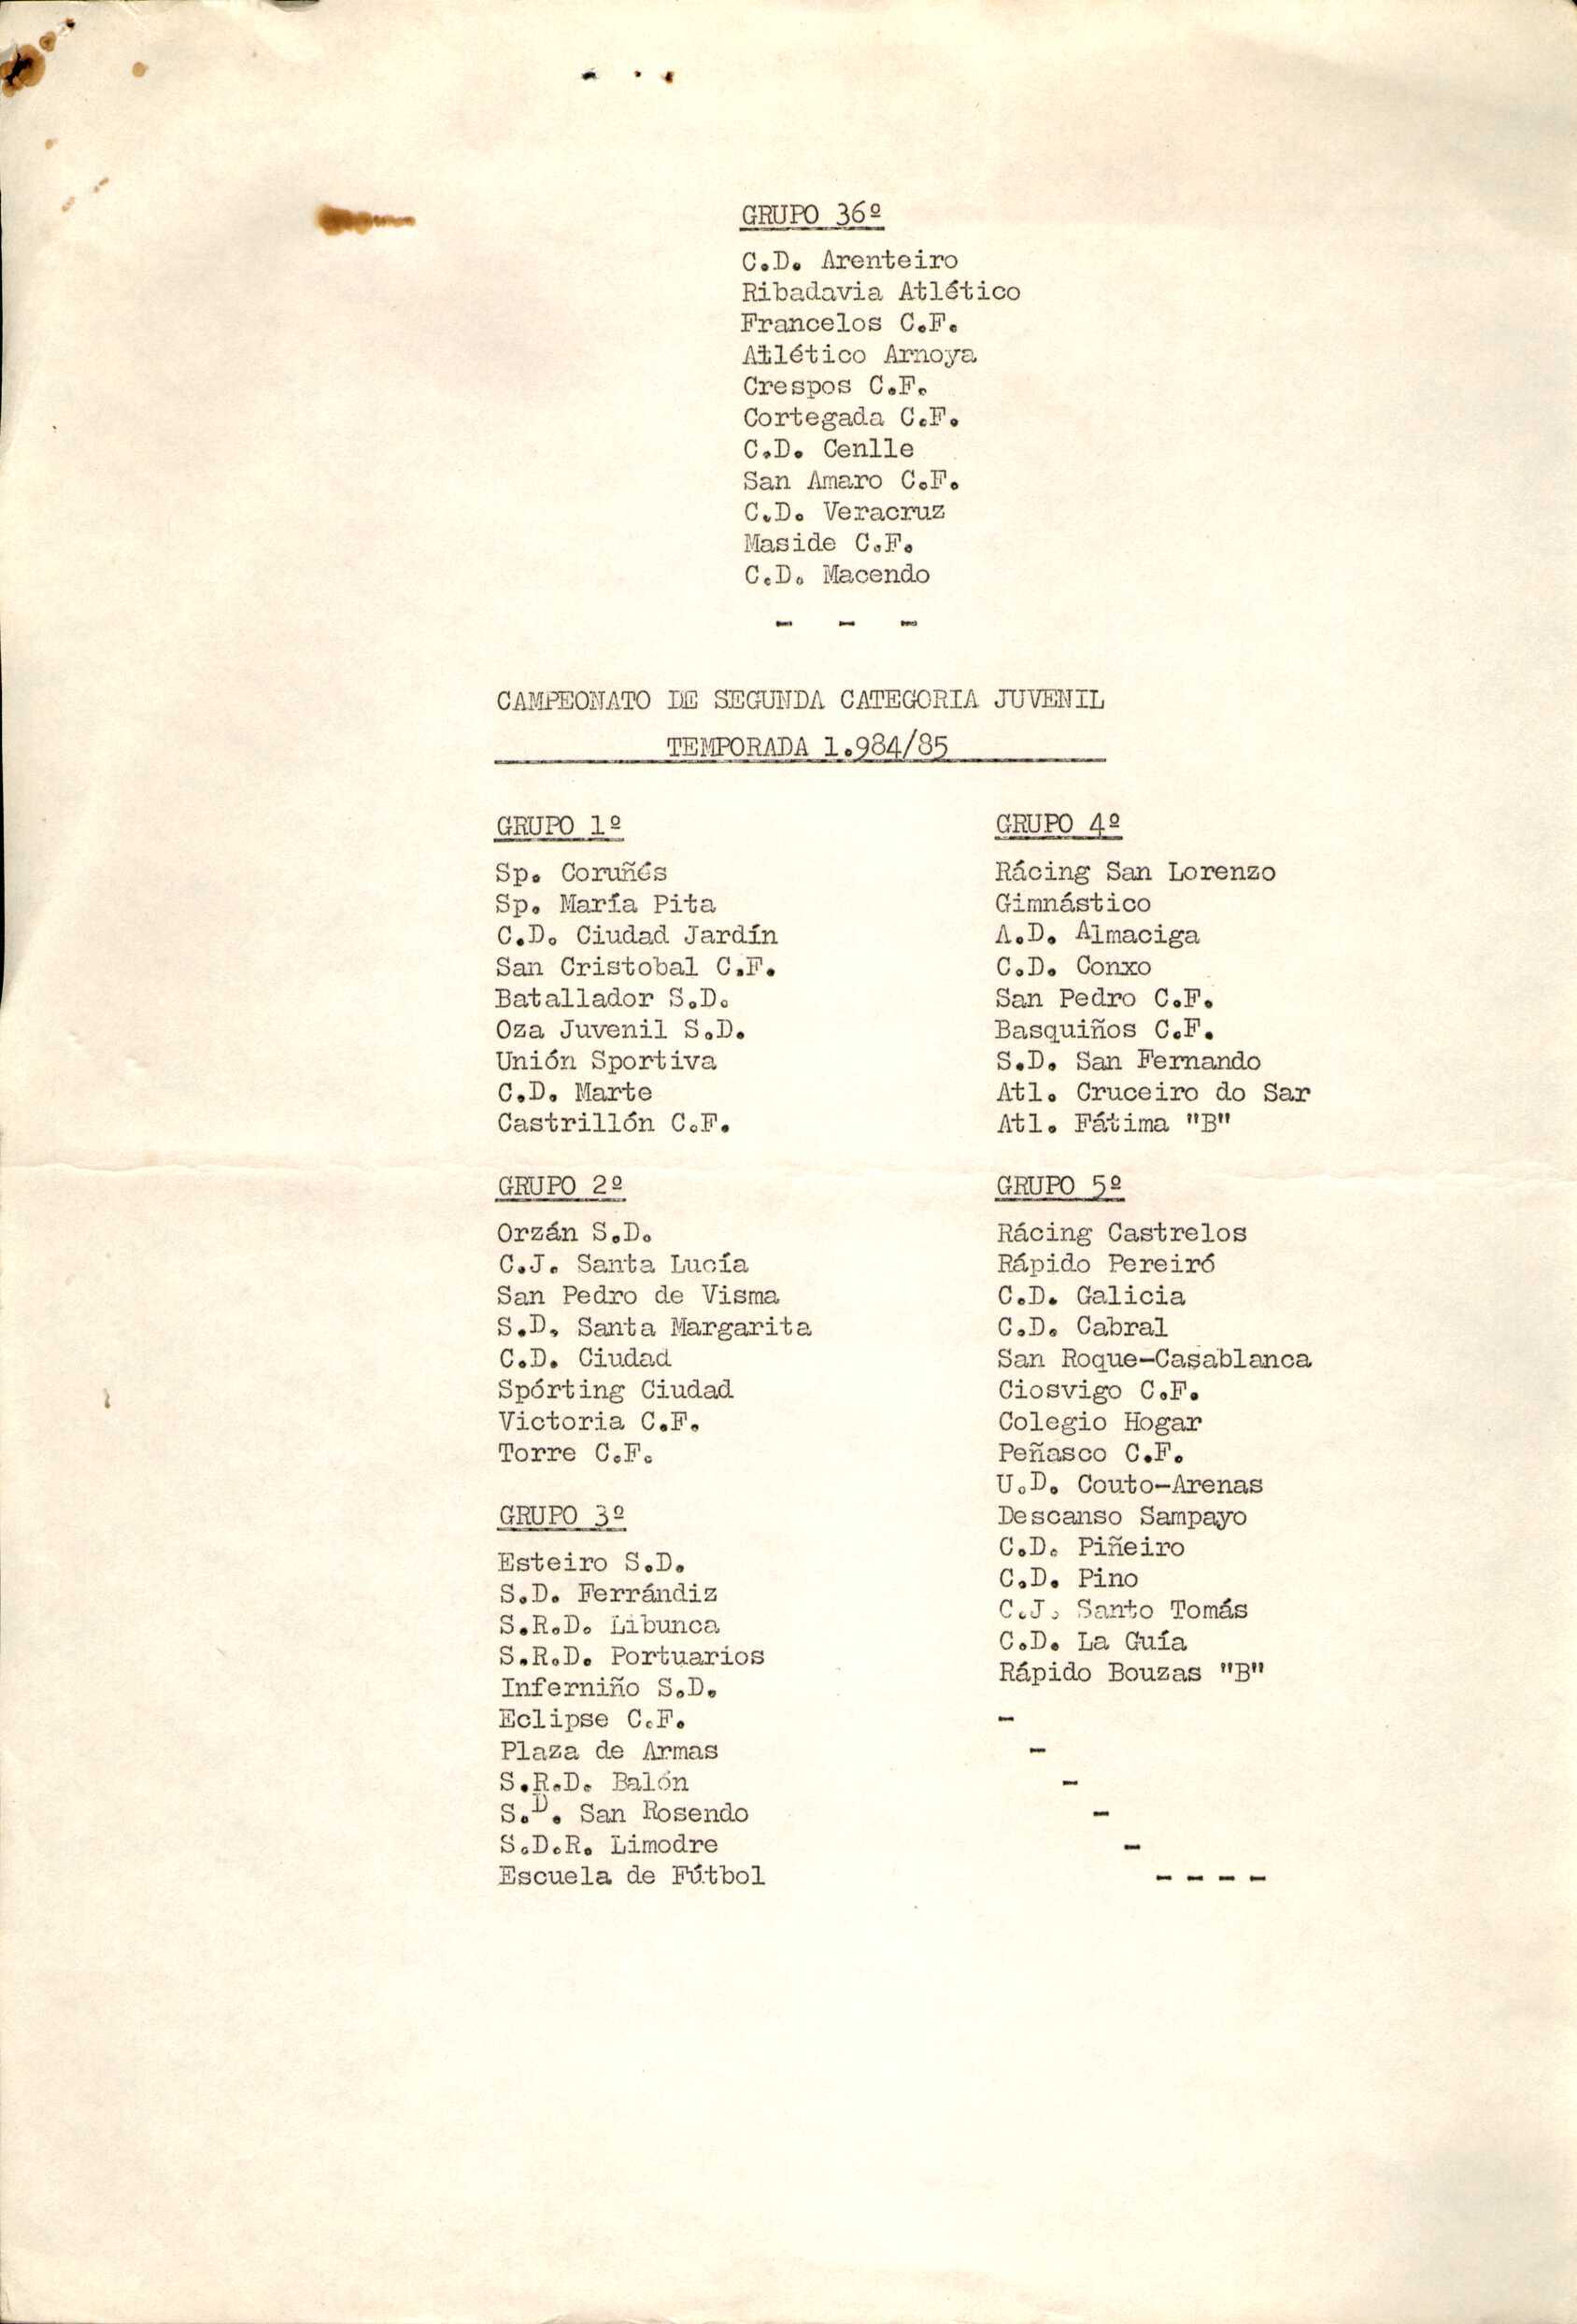 GRUPO 36º
C.D. Arenteiro
Ribadavia Atlético
Francelos C.F.
Atlético Arnoya
Crespos C.F.
Cortegada C.F.
C.D. Cenlle
San Amaro C.F.
C.D. Veracruz
Maside C.F.
C.D. Macendo
- - -
CAMPEONATO DE SEGUNDA CATEGORIA JUVENIL
TEMPORADA 1.984/85
GRUPO 1º
Sp. Coruñés
Sp. María Pita
C.D. Ciudad Jardín
San Cristobal C.F.
Batallador S.D.
Oza Juvenil S.D.
Unión Sportiva
C.D. Marte
Castrillón C.F.
GRUPO 2º
Orzán S.D.
C.J. Santa Lucía
San Pedro de Visma
S.D. Santa Margarita
C.D. Ciudad
Spórting Ciudad
Victoria C.F.
Torre C.F.
GRUPO 3º
Esteiro S.D.
S.D. Ferrándiz
S.R.D. Libunca
S.R.D. Portuarios
Inferniño S.D.
Eclipse C.F.
Plaza de Armas
S.R.D. Balón
S.D. San Rosendo
S.D.R. Limodre
Escuela de Fútbol
GRUPO 4º
Rácing San Lorenzo
Gimnástico
A.D. Almaciga
C.D. Conxo
San Pedro C.F.
Basquiños C.F.
S.D. San Fernando
Atl. Cruceiro do Sar
Atl. Fátima "B"
GRUPO 5º
Rácing Castrelos
Rápido Pereiró
C.D. Galicia
C.D. Cabral
San Roque-Casablanca
Ciosvigo C.F.
Colegio Hogar
Peñasco C.F.
U.D. Couto-Arenas
Descanso Sampayo
C.D. Piñeiro
C.D. Pino
C.J. Santo Tomás
C.D. La Guía
Rápido Bouzas "B"
-
-
-
-
-
- - - -